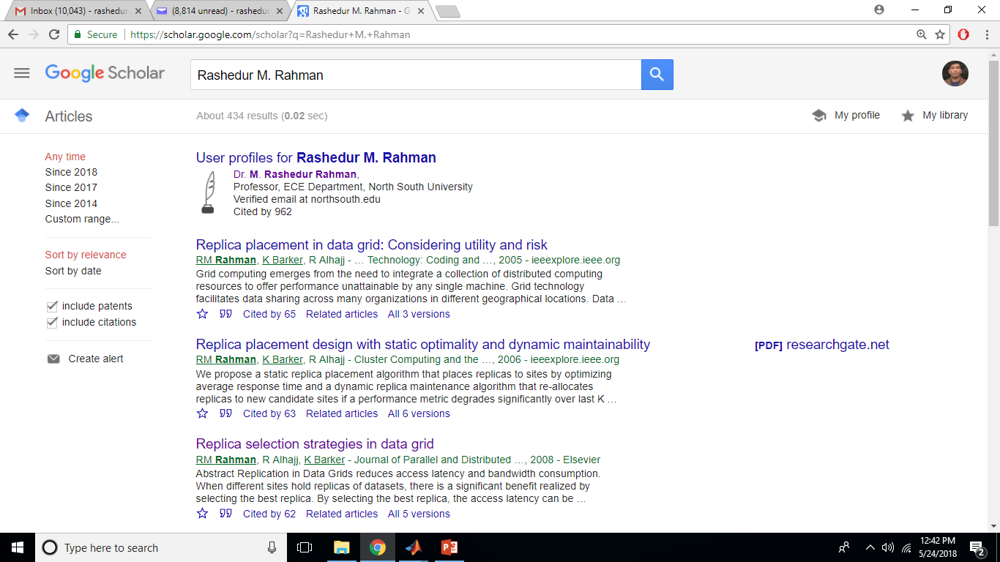 Inbox (10,043) - rashedur
(8,814 unread) - rashedur
Rashedur M. Rahman - G
Secure
https://scholar.google.com/scholar?q=Rashedur+M.+Rahman
Google Scholar
Rashedur M. Rahman
Articles
About 434 results (0.02 sec)
My profile
My library
Any time
Since 2018
Since 2017
Since 2014
Custom range...
Sort by relevance
Sort by date
include patents
include citations
Create alert
User profiles for Rashedur M. Rahman
Dr. M. Rashedur Rahman,
Professor, ECE Department, North South University
Verified email at northsouth.edu
Cited by 962
Replica placement in data grid: Considering utility and risk
RM Rahman, K Barker, R Alhajj - … Technology: Coding and …, 2005 - ieeexplore.ieee.org
Grid computing emerges from the need to integrate a collection of distributed computing
resources to offer performance unattainable by any single machine. Grid technology
facilitates data sharing across many organizations in different geographical locations. Data …
Cited by 65 Related articles All 3 versions
Replica placement design with static optimality and dynamic maintainability
[PDF] researchgate.net
RM Rahman, K Barker, R Alhajj - Cluster Computing and the …, 2006 - ieeexplore.ieee.org
We propose a static replica placement algorithm that places replicas to sites by optimizing
average response time and a dynamic replica maintenance algorithm that re-allocates
replicas to new candidate sites if a performance metric degrades significantly over last K …
Cited by 63 Related articles All 6 versions
Replica selection strategies in data grid
RM Rahman, R Alhajj, K Barker - Journal of Parallel and Distributed …, 2008 - Elsevier
Abstract Replication in Data Grids reduces access latency and bandwidth consumption.
When different sites hold replicas of datasets, there is a significant benefit realized by
selecting the best replica. By selecting the best replica, the access latency can be …
Cited by 62 Related articles All 5 versions
Type here to search
12:42 PM
5/24/2018
2